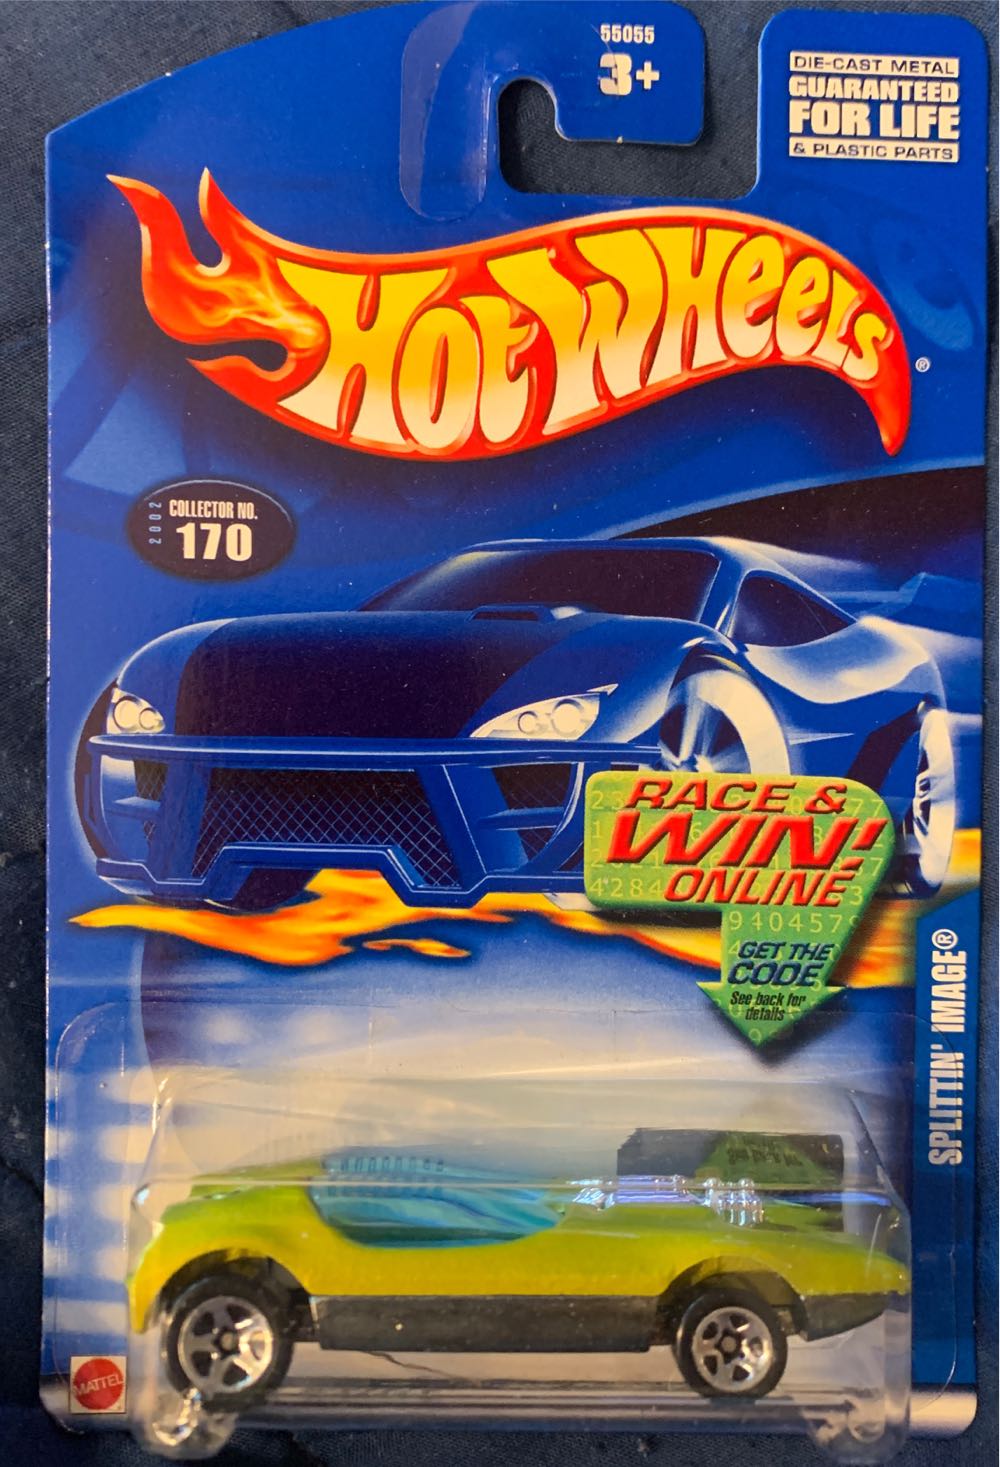 55055
3+
DIE-CAST METAL
GUARANTEED
FOR LIFE
& PLASTIC PARTS
HOT WHEELS
®
2002
COLLECTOR NO.
170
RACE &
WIN!
ONLINE
94045
GET THE
CODE
See back for
details
SPLITTIN' IMAGE®
MATTEL